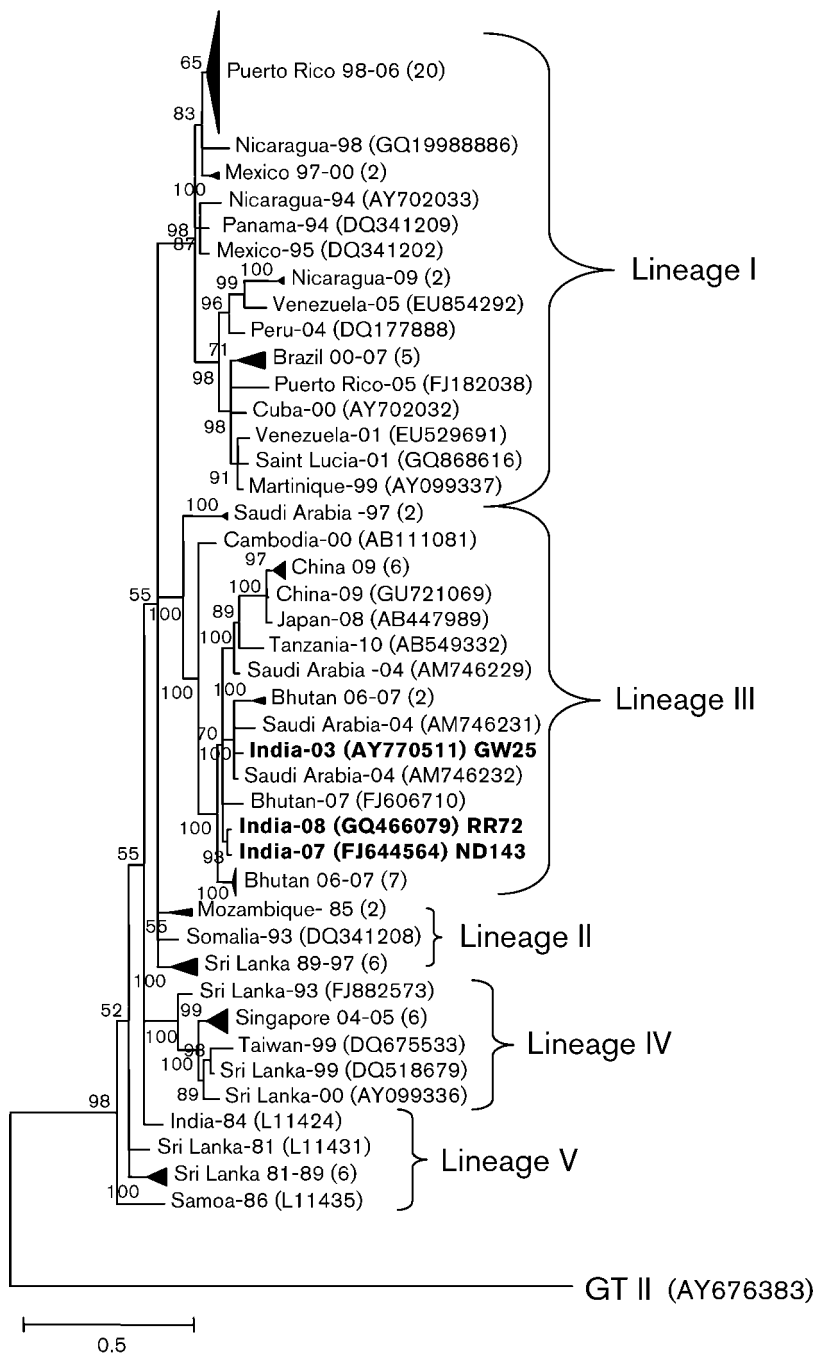 65
Puerto Rico 98-06 (20)
83
Nicaragua-98 (GQ19988886)
Mexico 97-00 (2)
100
Nicaragua-94 (AY702033)
98
Panama-94 (DQ341209)
87
Mexico-95 (DQ341202)
Lineage I
100
Nicaragua-09 (2)
99
96
Venezuela-05 (EU854292)
Peru-04 (DQ177888)
71
Brazil 00-07 (5)
98
Puerto Rico-05 (FJ182038)
Cuba-00 (AY702032)
98
Venezuela-01 (EU529691)
Saint Lucia-01 (GQ868616)
91
Martinique-99 (AY099337)
100
Saudi Arabia -97 (2)
Cambodia-00 (AB111081)
97
China 09 (6)
100
China-09 (GU721069)
55
89
100
Japan-08 (AB447989)
100
Tanzania-10 (AB549332)
Saudi Arabia -04 (AM746229)
100
100
Bhutan 06-07 (2)
Lineage III
Saudi Arabia-04 (AM746231)
70
100
India-03 (AY770511) GW25
Saudi Arabia-04 (AM746232)
Bhutan-07 (FJ606710)
100
India-08 (GQ466079) RR72
55
93
India-07 (FJ644564) ND143
100
Bhutan 06-07 (7)
Mozambique- 85 (2)
55
Somalia-93 (DQ341208)
Lineage II
100
Sri Lanka 89-97 (6)
Sri Lanka-93 (FJ882573)
52
99
Singapore 04-05 (6)
100
98
Taiwan-99 (DQ675533)
Lineage IV
100
Sri Lanka-99 (DQ518679)
89
Sri Lanka-00 (AY099336)
98
India-84 (L11424)
Sri Lanka-81 (L11431)
Lineage V
Sri Lanka 81-89 (6)
100
Samoa-86 (L11435)
GT II (AY676383)
0.5